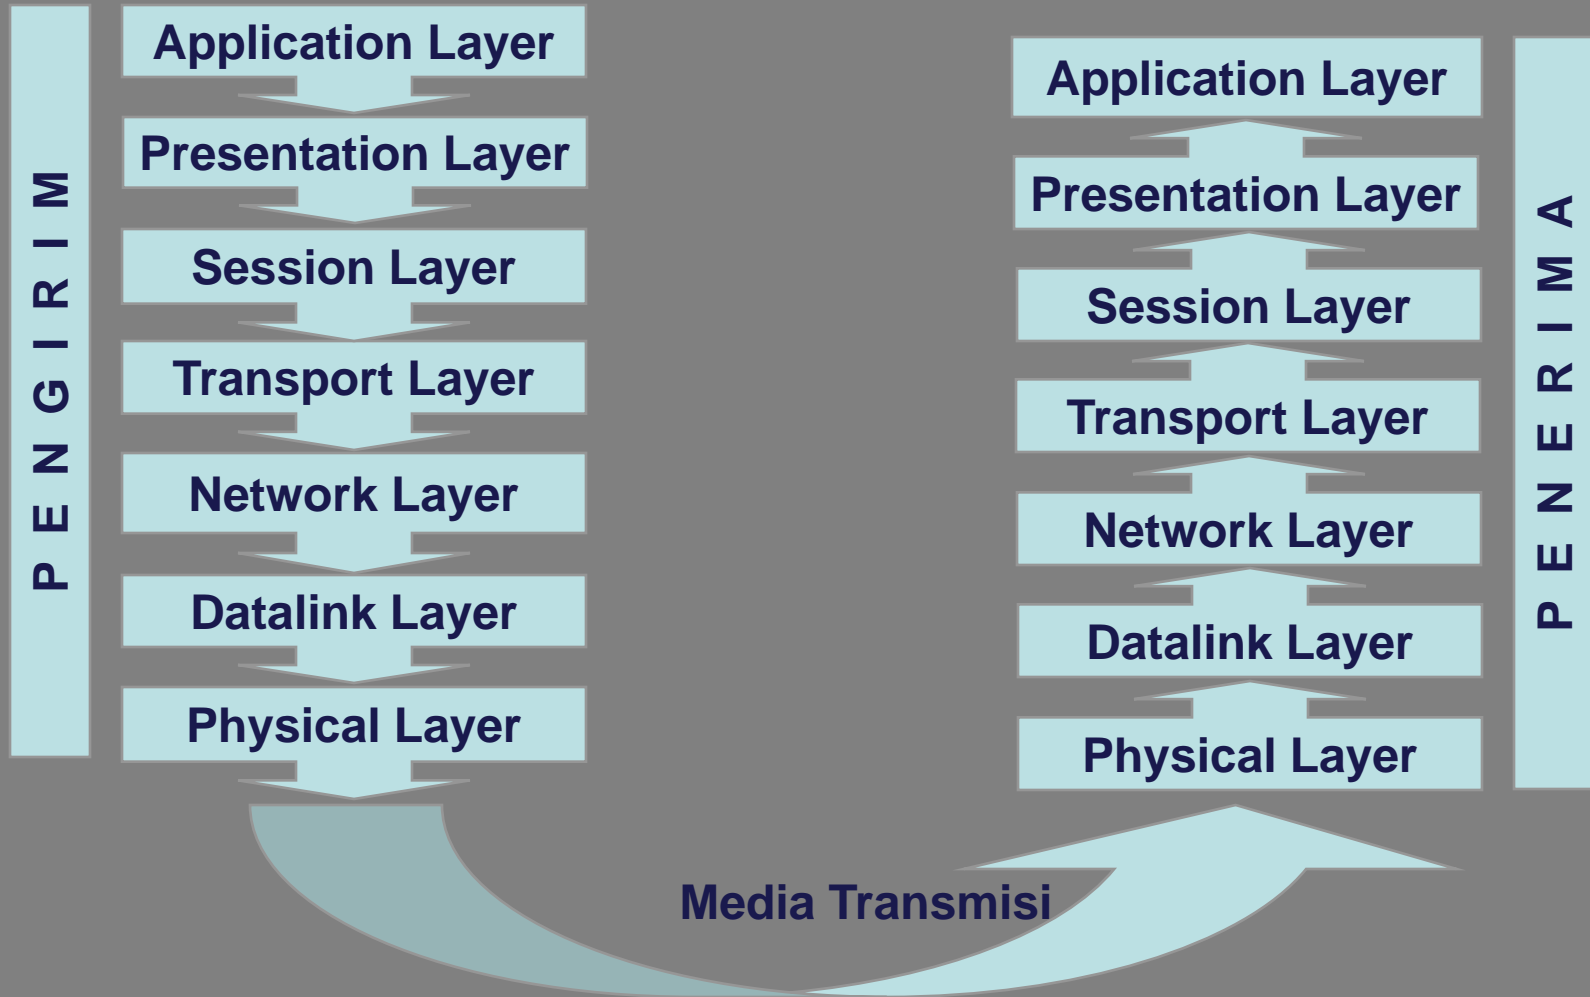 PENGIRIM
Application Layer
Presentation Layer
Session Layer
Transport Layer
Network Layer
Datalink Layer
Physical Layer
Media Transmisi
Application Layer
Presentation Layer
Session Layer
Transport Layer
Network Layer
Datalink Layer
Physical Layer
PENERIMA